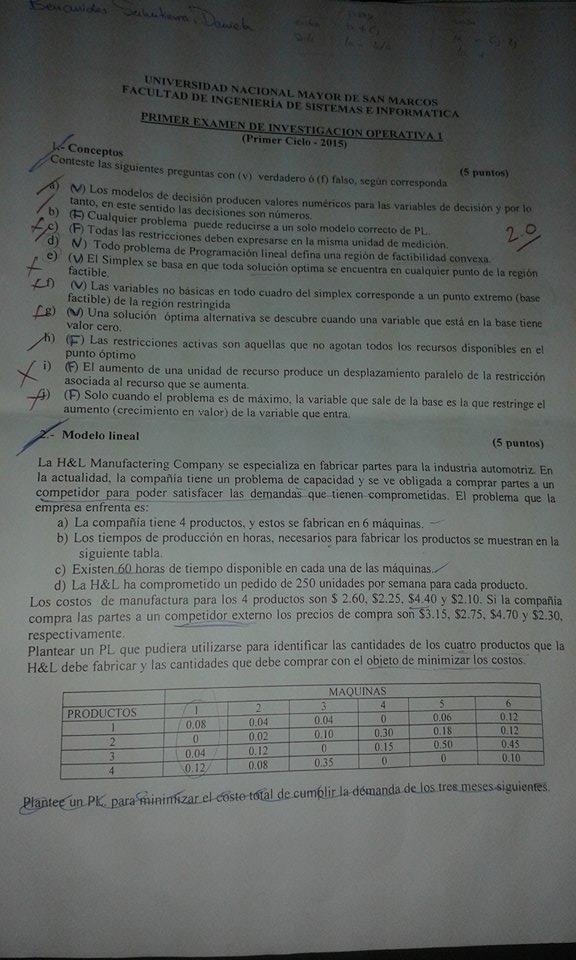 UNIVERSIDAD NACIONAL MAYOR DE SAN MARCOS
FACULTAD DE INGENIERÍA DE SISTEMAS E INFORMATICA
PRIMER EXAMEN DE INVESTIGACION OPERATIVA 1
(Primer Ciclo - 2015)
1.- Conceptos (5 puntos)
Conteste las siguientes preguntas con (v) verdadero ó (f) falso, según corresponda
2.0
a) (V) Los modelos de decisión producen valores numéricos para las variables de decisión y por lo
tanto, en este sentido las decisiones son números.
b) (F) Cualquier problema puede reducirse a un solo modelo correcto de PL.
c) (F) Todas las restricciones deben expresarse en la misma unidad de medición.
d) (V) Todo problema de Programación lineal defina una región de factibilidad convexa.
e) (V) El Simplex se basa en que toda solución optima se encuentra en cualquier punto de la región
factible.
f) (V) Las variables no básicas en todo cuadro del simplex corresponde a un punto extremo (base
factible) de la región restringida
g) (V) Una solución óptima alternativa se descubre cuando una variable que está en la base tiene
valor cero.
h) (F) Las restricciones activas son aquellas que no agotan todos los recursos disponibles en el
punto óptimo
i) (F) El aumento de una unidad de recurso produce un desplazamiento paralelo de la restricción
asociada al recurso que se aumenta.
j) (F) Solo cuando el problema es de máximo, la variable que sale de la base es la que restringe el
aumento (crecimiento en valor) de la variable que entra.
2.- Modelo lineal (5 puntos)
La H&L Manufactering Company se especializa en fabricar partes para la industria automotriz. En
la actualidad, la compañía tiene un problema de capacidad y se ve obligada a comprar partes a un
competidor para poder satisfacer las demandas que tienen comprometidas. El problema que la
empresa enfrenta es:
a) La compañía tiene 4 productos, y estos se fabrican en 6 máquinas.
b) Los tiempos de producción en horas, necesarios para fabricar los productos se muestran en la
siguiente tabla.
c) Existen 60 horas de tiempo disponible en cada una de las máquinas.
d) La H&L ha comprometido un pedido de 250 unidades por semana para cada producto.
Los costos de manufactura para los 4 productos son $ 2.60, $2.25, $4.40 y $2.10. Si la compañía
compra las partes a un competidor externo los precios de compra son $3.15, $2.75, $4.70 y $2.30,
respectivamente.
Plantear un PL que pudiera utilizarse para identificar las cantidades de los cuatro productos que la
H&L debe fabricar y las cantidades que debe comprar con el objeto de minimizar los costos.
MAQUINAS
PRODUCTOS 1 2 3 4 5 6
1 0.08 0.04 0.04 0 0.06 0.12
2 0 0.02 0.10 0.30 0.18 0.12
3 0.04 0.12 0 0.15 0.50 0.45
4 0.12 0.08 0.35 0 0 0.10
Plantee un PL. para minimizar el costo total de cumplir la demanda de los tres meses siguientes.